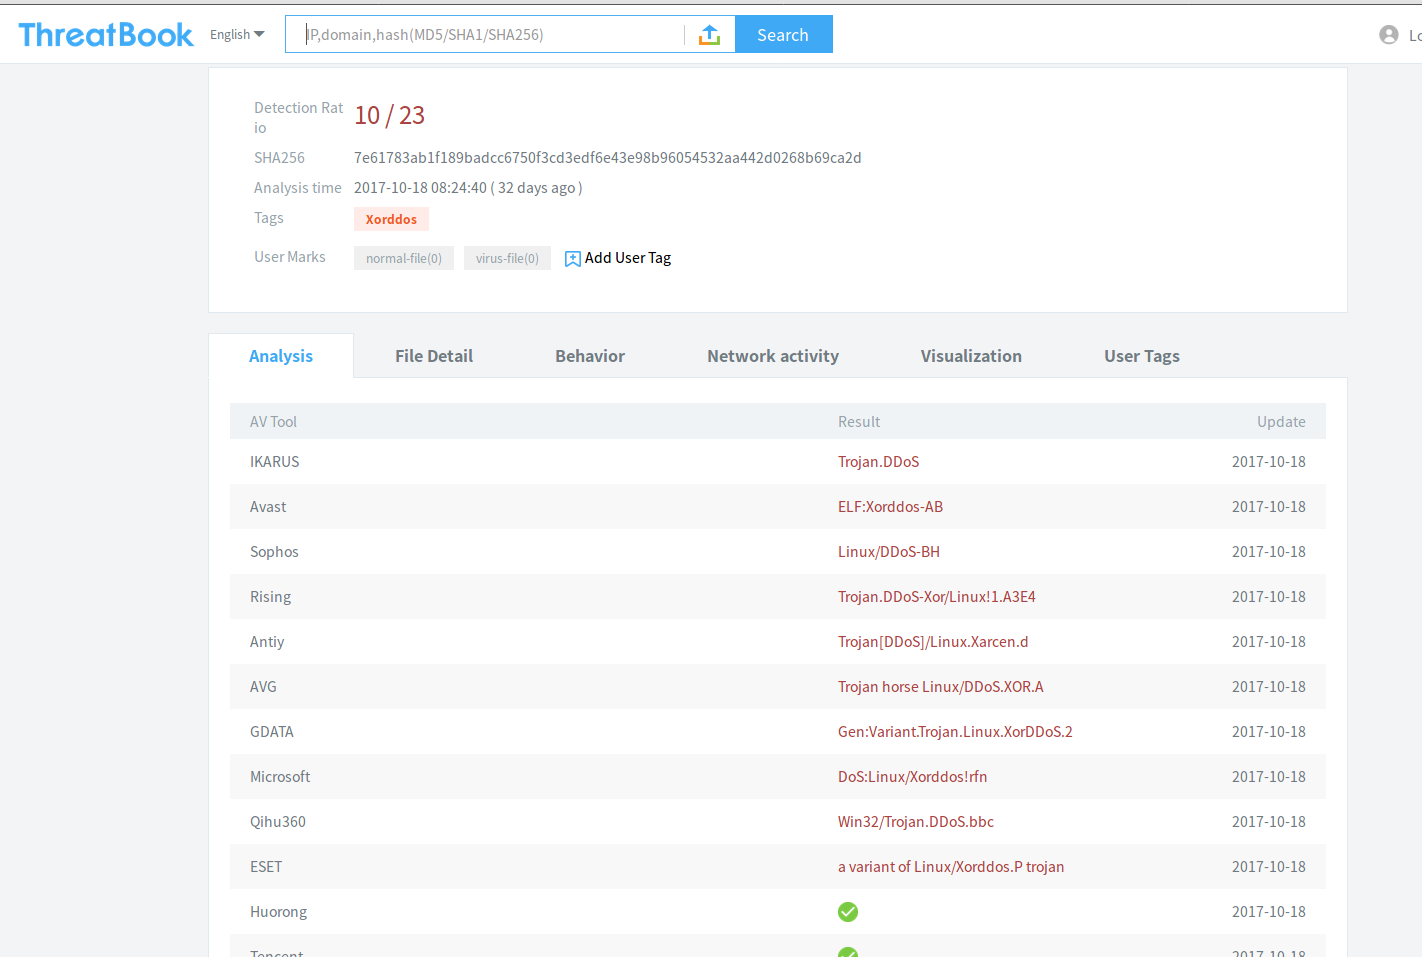 ThreatBook English IP,domain,hash(MD5/SHA1/SHA256) Search Lo
Detection Rat
io
10 / 23
SHA256 7e61783ab1f189badcc6750f3cd3edf6e43e98b96054532aa442d0268b69ca2d
Analysis time 2017-10-18 08:24:40 ( 32 days ago )
Tags Xorddos
User Marks normal-file(0) virus-file(0) Add User Tag
Analysis File Detail Behavior Network activity Visualization User Tags
AV Tool Result Update
IKARUS Trojan.DDoS 2017-10-18
Avast ELF:Xorddos-AB 2017-10-18
Sophos Linux/DDoS-BH 2017-10-18
Rising Trojan.DDoS-Xor/Linux!1.A3E4 2017-10-18
Antiy Trojan[DDoS]/Linux.Xarcen.d 2017-10-18
AVG Trojan horse Linux/DDoS.XOR.A 2017-10-18
GDATA Gen:Variant.Trojan.Linux.XorDDoS.2 2017-10-18
Microsoft DoS:Linux/Xorddos!rfn 2017-10-18
Qihu360 Win32/Trojan.DDoS.bbc 2017-10-18
ESET a variant of Linux/Xorddos.P trojan 2017-10-18
Huorong 2017-10-18
Tencent 2017-10-18